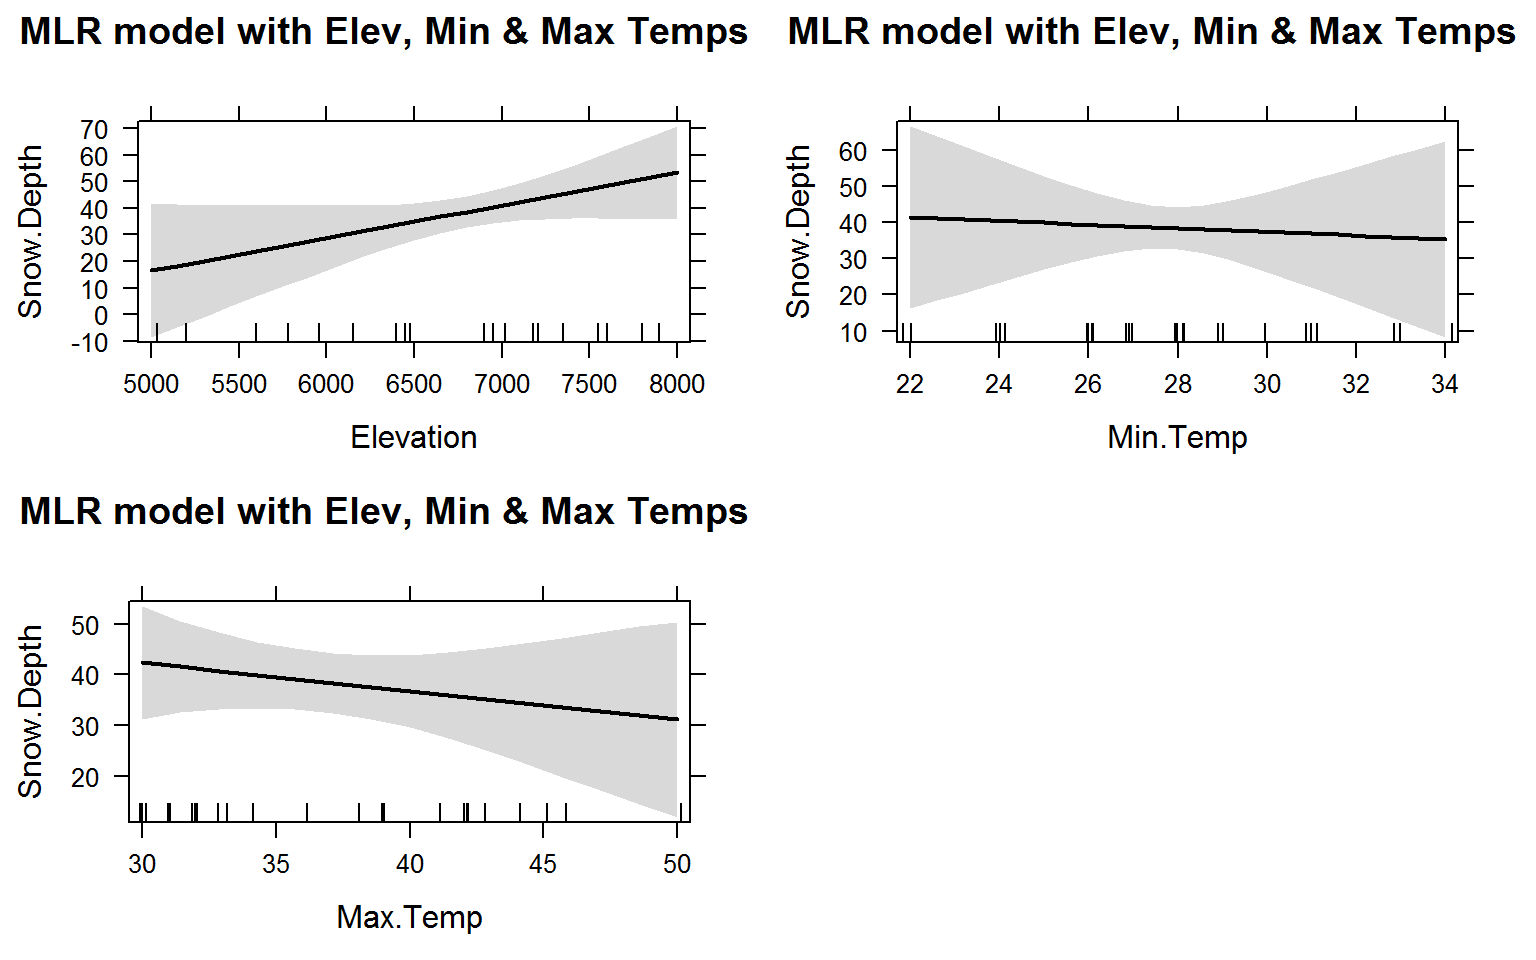 MLR model with Elev, Min & Max Temps
Snow.Depth
70
60
50
40
30
20
10
0
-10
5000 5500 6000 6500 7000 7500 8000
Elevation
MLR model with Elev, Min & Max Temps
Snow.Depth
60
50
40
30
20
10
22 24 26 28 30 32 34
Min.Temp
MLR model with Elev, Min & Max Temps
Snow.Depth
50
40
30
20
30 35 40 45 50
Max.Temp